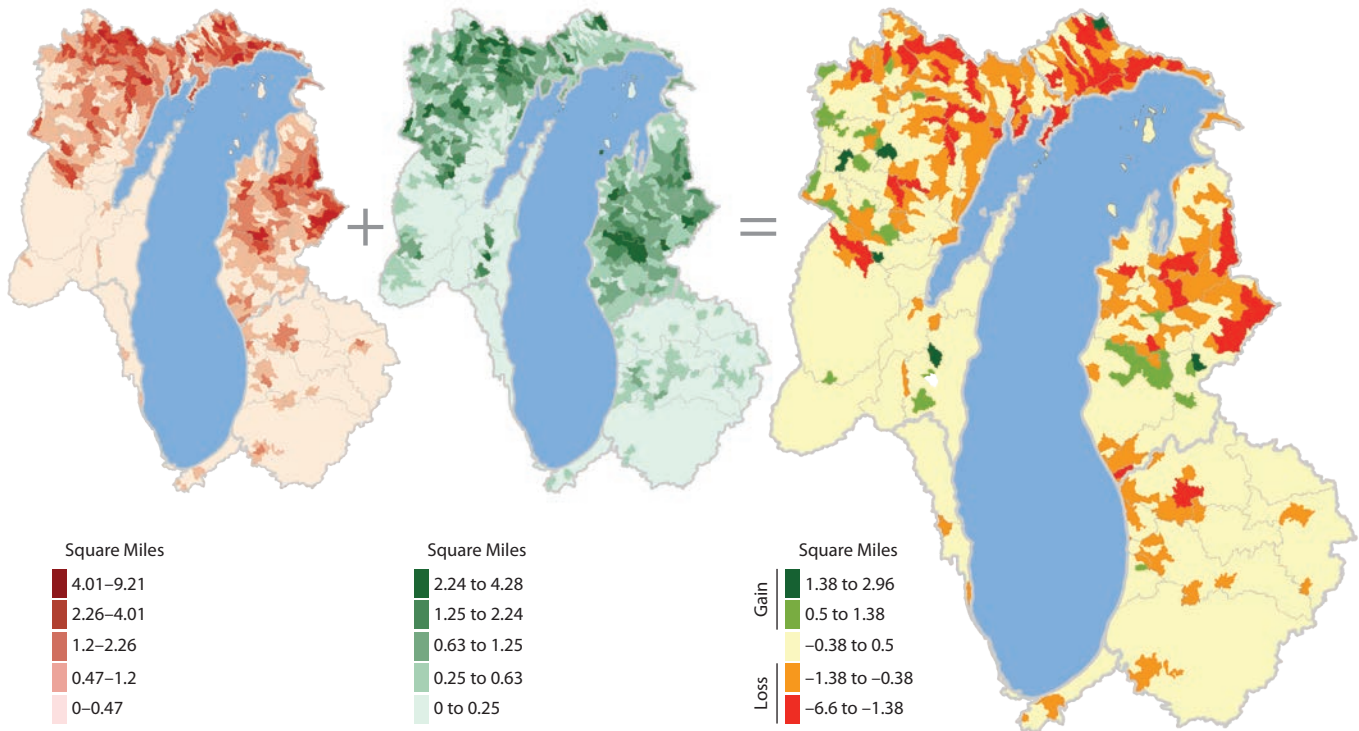 +
=
Square Miles
4.01–9.21
2.26–4.01
1.2–2.26
0.47–1.2
0–0.47
Square Miles
2.24 to 4.28
1.25 to 2.24
0.63 to 1.25
0.25 to 0.63
0 to 0.25
Square Miles
Gain
1.38 to 2.96
0.5 to 1.38
–0.38 to 0.5
Loss
–1.38 to –0.38
–6.6 to –1.38